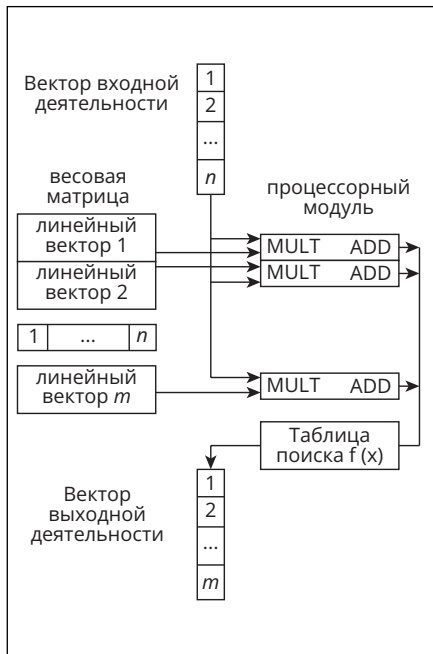 Вектор входной
деятельности
1
2
...
n
весовая
матрица
процессорный
модуль
линейный
вектор 1
MULT ADD
линейный
вектор 2
MULT ADD
1 ... n
линейный
вектор m
MULT ADD
Таблица
поиска f (x)
Вектор
выходной
деятельности
1
2
...
m